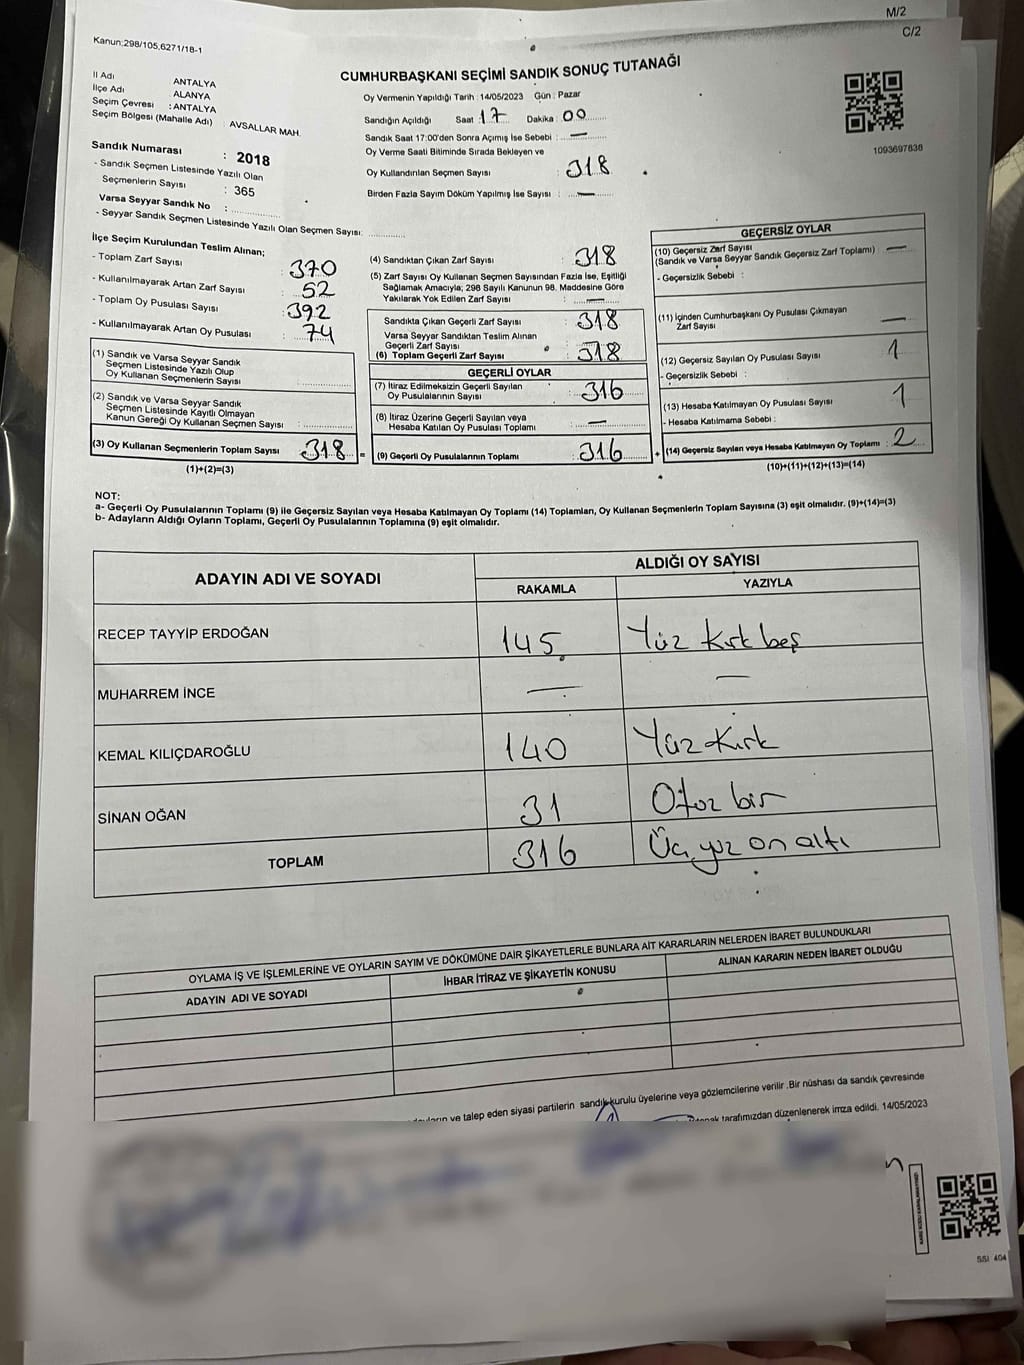 M/2
C/2
Kanun:298/105,6271/18-1
CUMHURBAŞKANI SEÇİMİ SANDIK SONUÇ TUTANAĞI
İl Adı ANTALYA
İlçe Adı ALANYA
Seçim Çevresi : ANTALYA
Seçim Bölgesi (Mahalle Adı) AVSALLAR MAH.
Sandık Numarası : 2018
- Sandık Seçmen Listesinde Yazılı Olan
Seçmenlerin Sayısı : 365
Varsa Seyyar Sandık No :
- Seyyar Sandık Seçmen Listesinde Yazılı Olan Seçmen Sayısı:
Oy Vermenin Yapıldığı Tarih : 14/05/2023 Gün : Pazar
Sandığın Açıldığı Saat : 17 Dakika : 00
Sandık Saat 17:00'den Sonra Açımış İse Sebebi : —
Oy Verme Saati Bitiminde Sırada Bekleyen ve
Oy Kullandırılan Seçmen Sayısı : 318
Birden Fazla Sayım Döküm Yapılmış İse Sayısı : —
1093697838
İlçe Seçim Kurulundan Teslim Alınan;
- Toplam Zarf Sayısı : 370
- Kullanılmayarak Artan Zarf Sayısı : 52
- Toplam Oy Pusulası Sayısı : 392
- Kullanılmayarak Artan Oy Pusulası : 74
(1) Sandık ve Varsa Seyyar Sandık
Seçmen Listesinde Yazılı Olup
Oy Kullanan Seçmenlerin Sayısı :
(2) Sandık ve Varsa Seyyar Sandık
Seçmen Listesinde Kayıtlı Olmayan
Kanun Gereği Oy Kullanan Seçmen Sayısı :
(3) Oy Kullanan Seçmenlerin Toplam Sayısı : 318 =
(1)+(2)=(3)
(4) Sandıktan Çıkan Zarf Sayısı : 318
(5) Zarf Sayısı Oy Kullanan Seçmen Sayısından Fazla İse, Eşitliği
Sağlamak Amacıyla; 298 Sayılı Kanunun 98. Maddesine Göre
Yakılarak Yok Edilen Zarf Sayısı : —
Sandıkta Çıkan Geçerli Zarf Sayısı : 318
Varsa Seyyar Sandıktan Teslim Alınan
Geçerli Zarf Sayısı :
(6) Toplam Geçerli Zarf Sayısı : 318
GEÇERLİ OYLAR
(7) İtiraz Edilmeksizin Geçerli Sayılan
Oy Pusulalarının Sayısı : 316
(8) İtiraz Üzerine Geçerli Sayılan veya
Hesaba Katılan Oy Pusulası Toplamı : —
(9) Geçerli Oy Pusulalarının Toplamı : 316 +
GEÇERSİZ OYLAR
(10) Geçersiz Zarf Sayısı
(Sandık ve Varsa Seyyar Sandık Geçersiz Zarf Toplamı) : —
- Geçersizlik Sebebi :
(11) İçinden Cumhurbaşkanı Oy Pusulası Çıkmayan
Zarf Sayısı : —
(12) Geçersiz Sayılan Oy Pusulası Sayısı : 1
- Geçersizlik Sebebi :
(13) Hesaba Katılmayan Oy Pusulası Sayısı : 1
- Hesaba Katılmama Sebebi :
(14) Geçersiz Sayılan veya Hesaba Katılmayan Oy Toplamı : 2
(10)+(11)+(12)+(13)=(14)
NOT:
a- Geçerli Oy Pusulalarının Toplamı (9) ile Geçersiz Sayılan veya Hesaba Katılmayan Oy Toplamı (14) Toplamları, Oy Kullanan Seçmenlerin Toplam Sayısına (3) eşit olmalıdır. (9)+(14)=(3)
b- Adayların Aldığı Oyların Toplamı, Geçerli Oy Pusulalarının Toplamına (9) eşit olmalıdır.
ADAYIN ADI VE SOYADI
ALDIĞI OY SAYISI
RAKAMLA YAZIYLA
RECEP TAYYİP ERDOĞAN 145 Yüz Kırk beş
MUHARREM İNCE — —
KEMAL KILIÇDAROĞLU 140 Yüz Kırk
SİNAN OĞAN 31 Otuz bir
TOPLAM 316 Üç yüz on altı
OYLAMA İŞ VE İŞLEMLERİNE VE OYLARIN SAYIM VE DÖKÜMÜNE DAİR ŞİKAYETLERLE BUNLARA AİT KARARLARIN NELERDEN İBARET BULUNDUKLARI
ADAYIN ADI VE SOYADI İHBAR İTİRAZ VE ŞİKAYETİN KONUSU ALINAN KARARIN NEDEN İBARET OLDUĞU
ve talep eden siyasi partilerin sandık kurulu üyelerine veya gözlemcilerine verilir .Bir nüshası da sandık çevresinde
tarafımızdan düzenlenerek imza edildi. 14/05/2023
SSI 404